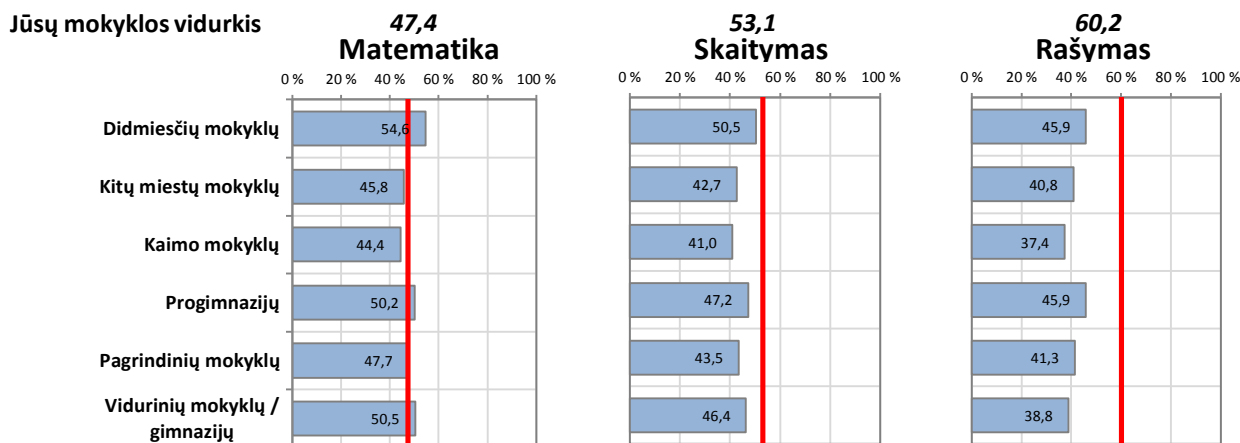 Jūsų mokyklos vidurkis 47,4 53,1 60,2
Matematika Skaitymas Rašymas
0 % 20 % 40 % 60 % 80 % 100 % 0 % 20 % 40 % 60 % 80 % 100 % 0 % 20 % 40 % 60 % 80 % 100 %
Didmiesčių mokyklų 54,6 50,5 45,9
Kitų miestų mokyklų 45,8 42,7 40,8
Kaimo mokyklų 44,4 41,0 37,4
Progimnazijų 50,2 47,2 45,9
Pagrindinių mokyklų 47,7 43,5 41,3
Vidurinių mokyklų /
gimnazijų 50,5 46,4 38,8